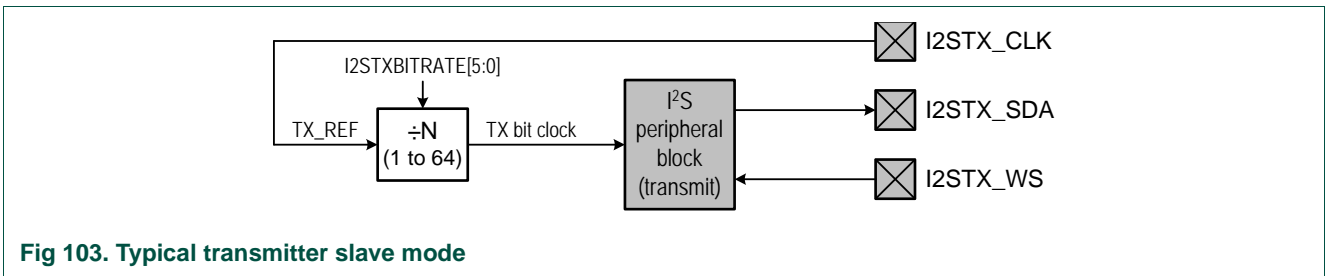 I2STX_CLK
I2STXBITRATE[5:0]
TX_REF
÷N
(1 to 64)
TX bit clock
I²S
peripheral
block
(transmit)
I2STX_SDA
I2STX_WS
Fig 103. Typical transmitter slave mode